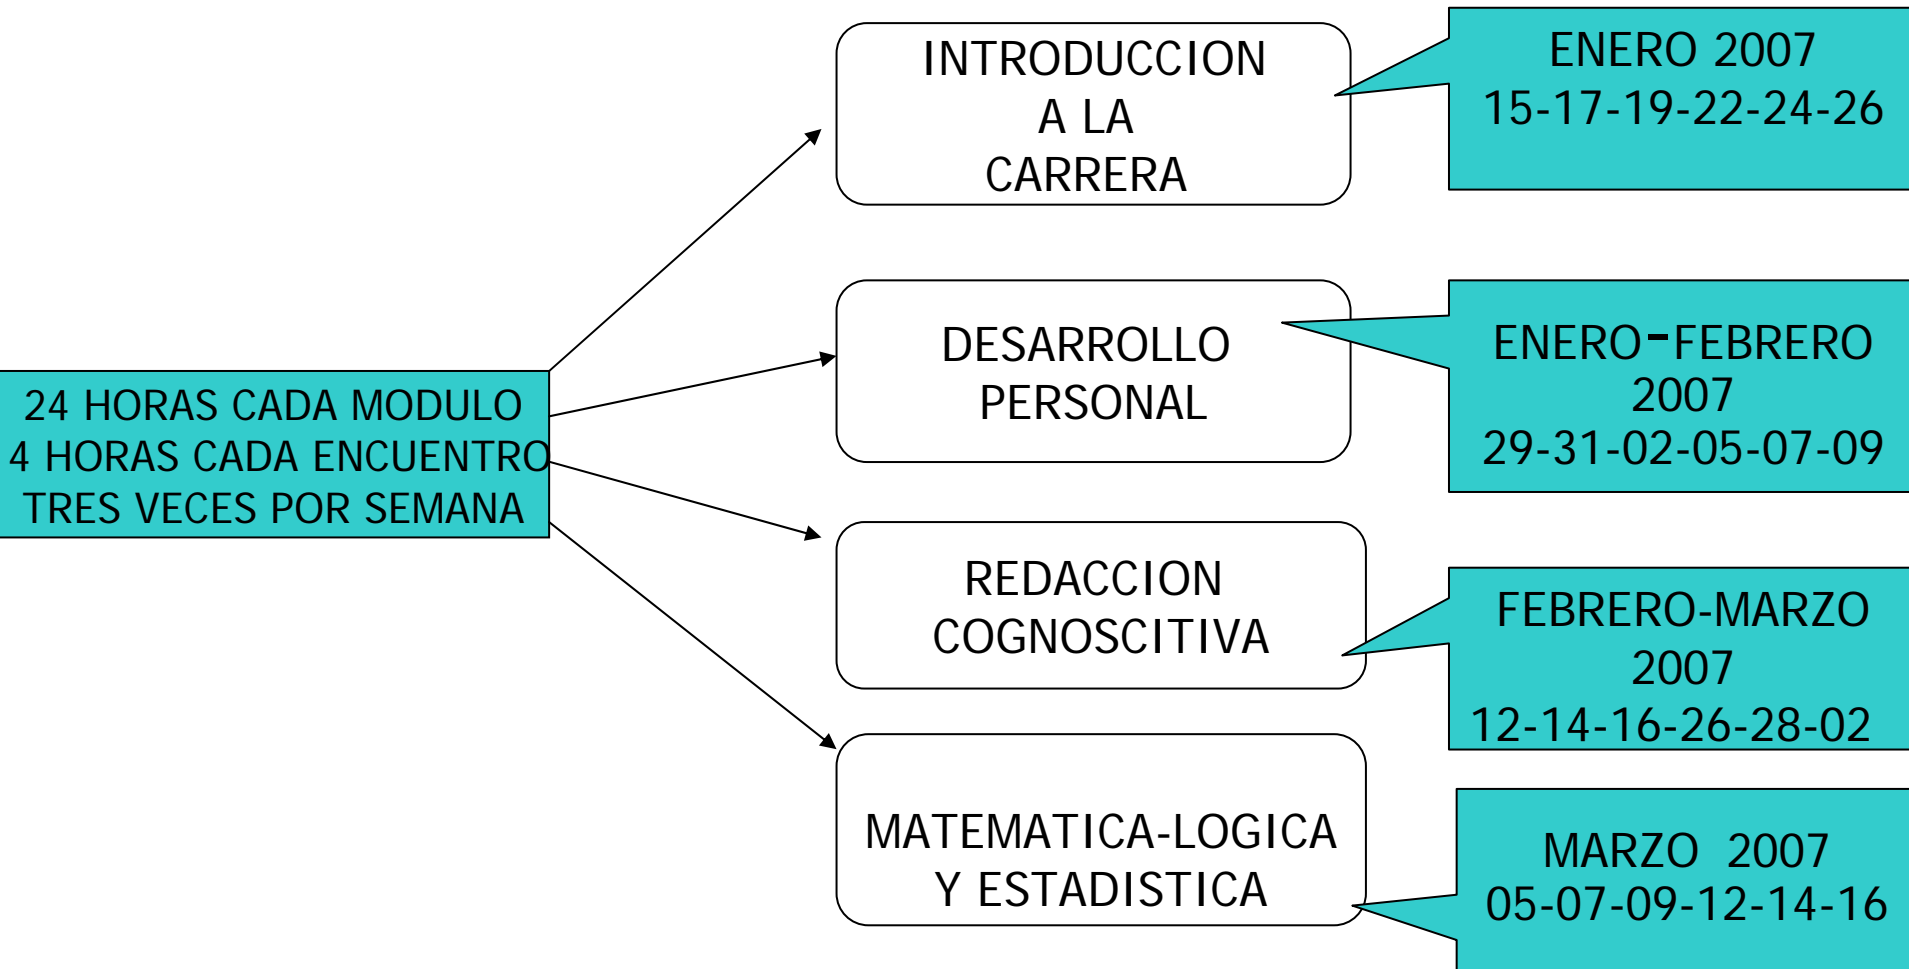 INTRODUCCION
A LA
CARRERA
ENERO 2007
15-17-19-22-24-26
DESARROLLO
PERSONAL
ENERO-FEBRERO
2007
29-31-02-05-07-09
24 HORAS CADA MODULO
4 HORAS CADA ENCUENTRO
TRES VECES POR SEMANA
REDACCION
COGNOSCITIVA
FEBRERO-MARZO
2007
12-14-16-26-28-02
MATEMATICA-LOGICA
Y ESTADISTICA
MARZO 2007
05-07-09-12-14-16